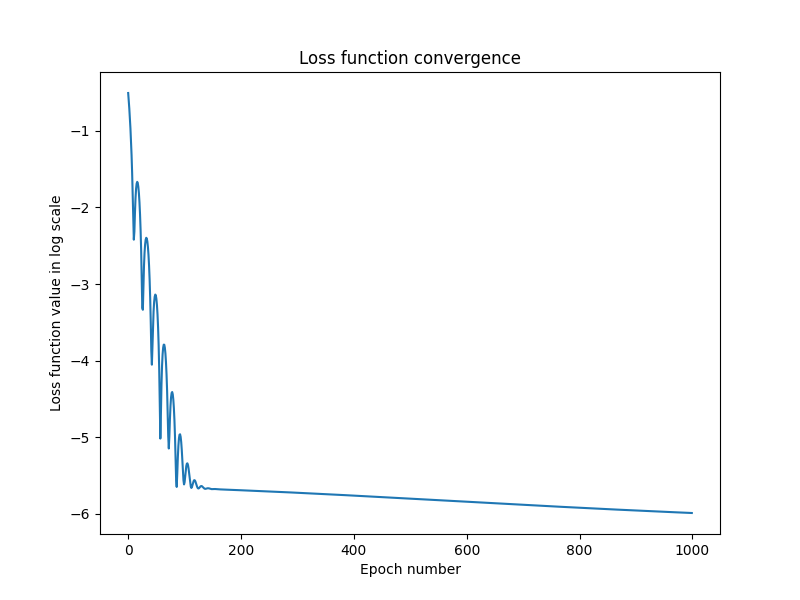 Loss function convergence
Loss function value in log scale
−1
−2
−3
−4
−5
−6
0 200 400 600 800 1000
Epoch number